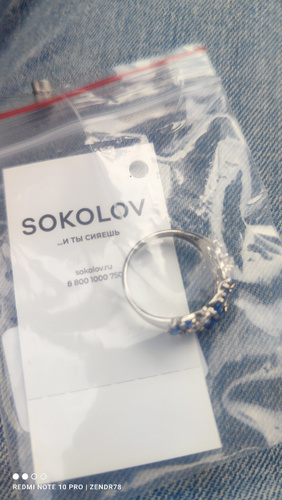 SOKOLOV
...И ТЫ СИЯЕШЬ
sokolov.ru
8 800 1000 750
REDMI NOTE 10 PRO | ZENDR78